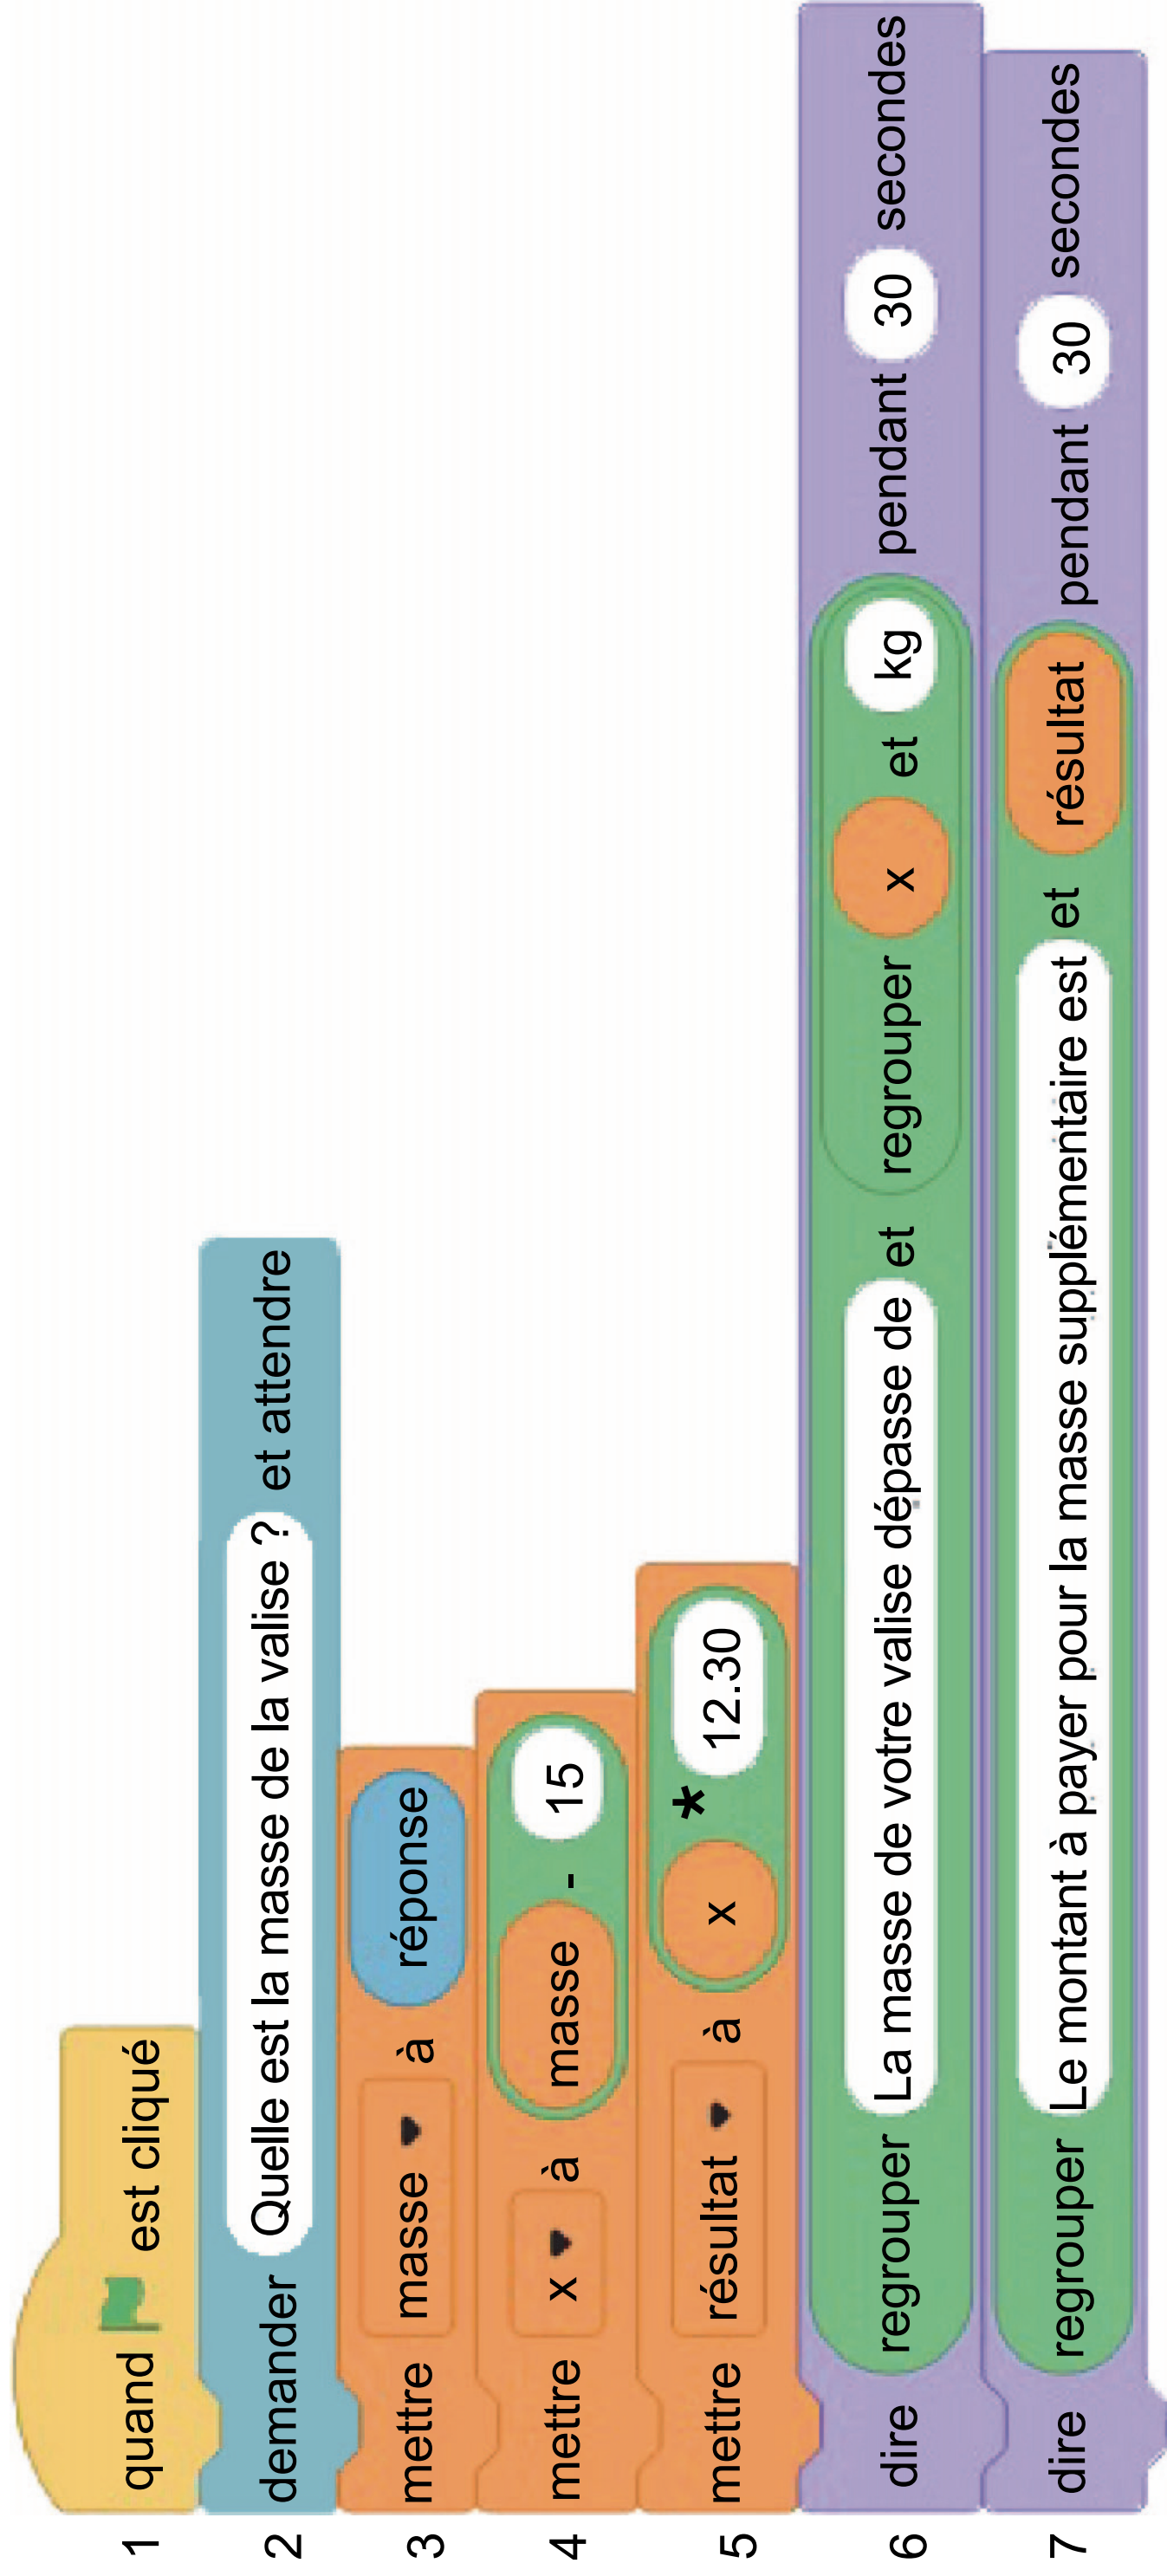 1 quand est cliqué
2 demander Quelle est la masse de la valise ? et attendre
3 mettre masse à réponse
4 mettre x à masse - 15
5 mettre résultat à x * 12.30
6 dire regrouper La masse de votre valise dépasse de et regrouper x et kg pendant 30 secondes
7 dire regrouper Le montant à payer pour la masse supplémentaire est et résultat pendant 30 secondes